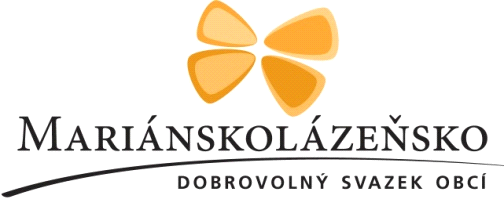 MARIÁNSKOLÁZEŇSKO
DOBROVOLNÝ SVAZEK OBCÍ